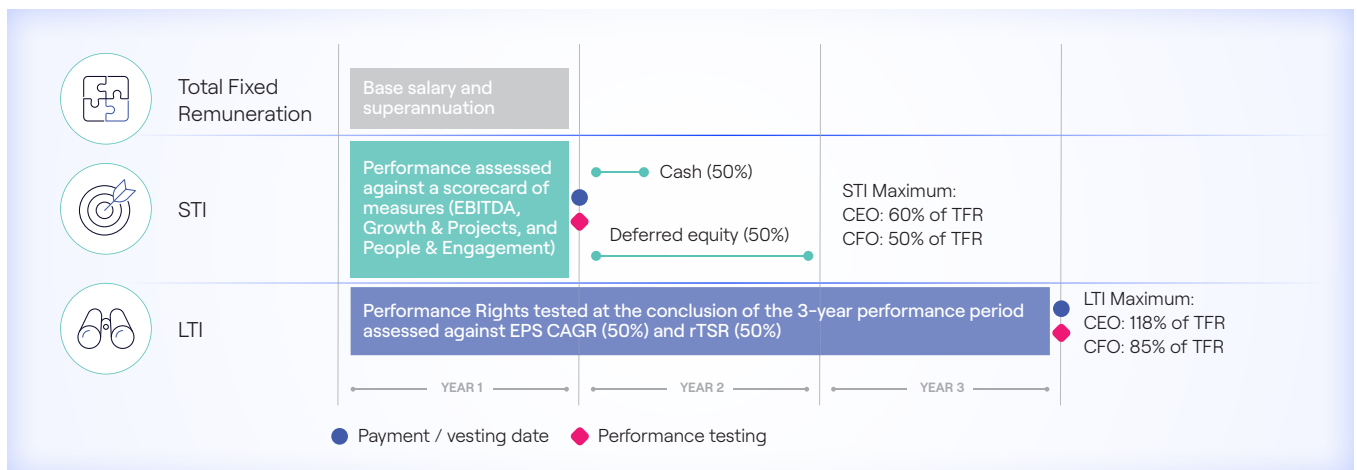 Total Fixed
Remuneration
Base salary and
superannuation
STI
Performance assessed
against a scorecard of
measures (EBITDA,
Growth & Projects, and
People & Engagement)
Cash (50%)
Deferred equity (50%)
STI Maximum:
CEO: 60% of TFR
CFO: 50% of TFR
LTI
Performance Rights tested at the conclusion of the 3-year performance period
assessed against EPS CAGR (50%) and rTSR (50%)
LTI Maximum:
CEO: 118% of TFR
CFO: 85% of TFR
YEAR 1
YEAR 2
YEAR 3
Payment / vesting date
Performance testing